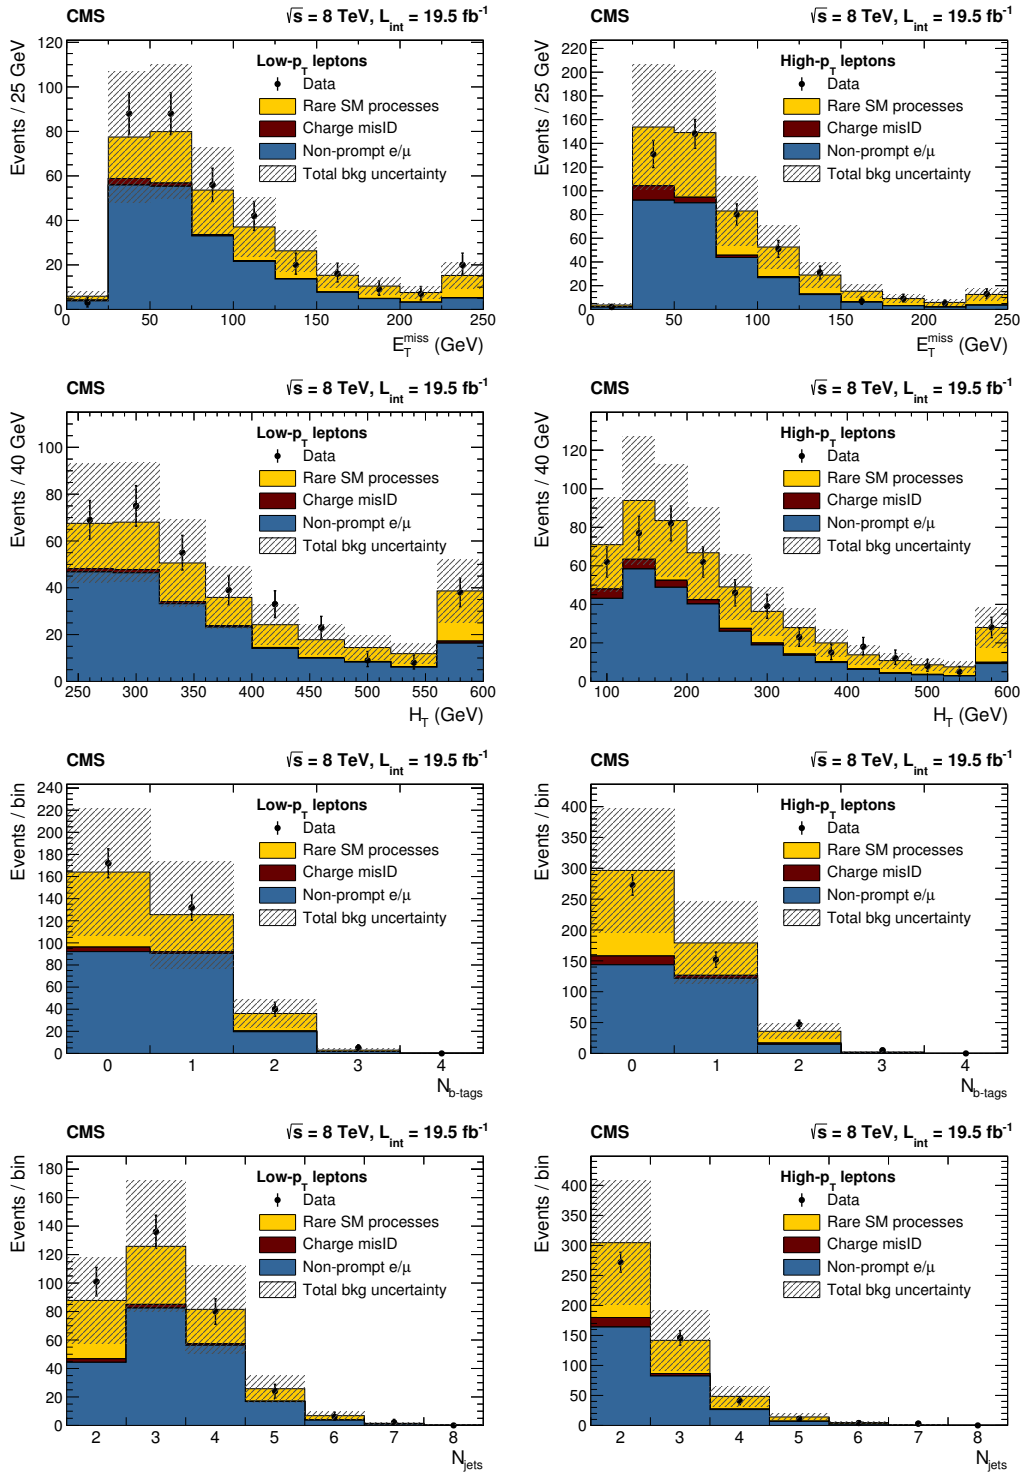 CMS √s = 8 TeV, L_int = 19.5 fb⁻¹
Events / 25 GeV
120
100
80
60
40
20
0
Low-p_T leptons
Data
Rare SM processes
Charge misID
Non-prompt e/μ
Total bkg uncertainty
0 50 100 150 200 250
E_T^miss (GeV)
CMS √s = 8 TeV, L_int = 19.5 fb⁻¹
Events / 25 GeV
220
200
180
160
140
120
100
80
60
40
20
0
High-p_T leptons
Data
Rare SM processes
Charge misID
Non-prompt e/μ
Total bkg uncertainty
0 50 100 150 200 250
E_T^miss (GeV)
CMS √s = 8 TeV, L_int = 19.5 fb⁻¹
Events / 40 GeV
100
80
60
40
20
0
Low-p_T leptons
Data
Rare SM processes
Charge misID
Non-prompt e/μ
Total bkg uncertainty
250 300 350 400 450 500 550 600
H_T (GeV)
CMS √s = 8 TeV, L_int = 19.5 fb⁻¹
Events / 40 GeV
120
100
80
60
40
20
0
High-p_T leptons
Data
Rare SM processes
Charge misID
Non-prompt e/μ
Total bkg uncertainty
100 200 300 400 500 600
H_T (GeV)
CMS √s = 8 TeV, L_int = 19.5 fb⁻¹
Events / bin
240
220
200
180
160
140
120
100
80
60
40
20
0
Low-p_T leptons
Data
Rare SM processes
Charge misID
Non-prompt e/μ
Total bkg uncertainty
0 1 2 3 4
N_b-tags
CMS √s = 8 TeV, L_int = 19.5 fb⁻¹
Events / bin
400
350
300
250
200
150
100
50
0
High-p_T leptons
Data
Rare SM processes
Charge misID
Non-prompt e/μ
Total bkg uncertainty
0 1 2 3 4
N_b-tags
CMS √s = 8 TeV, L_int = 19.5 fb⁻¹
Events / bin
180
160
140
120
100
80
60
40
20
0
Low-p_T leptons
Data
Rare SM processes
Charge misID
Non-prompt e/μ
Total bkg uncertainty
2 3 4 5 6 7 8
N_jets
CMS √s = 8 TeV, L_int = 19.5 fb⁻¹
Events / bin
400
350
300
250
200
150
100
50
0
High-p_T leptons
Data
Rare SM processes
Charge misID
Non-prompt e/μ
Total bkg uncertainty
2 3 4 5 6 7 8
N_jets